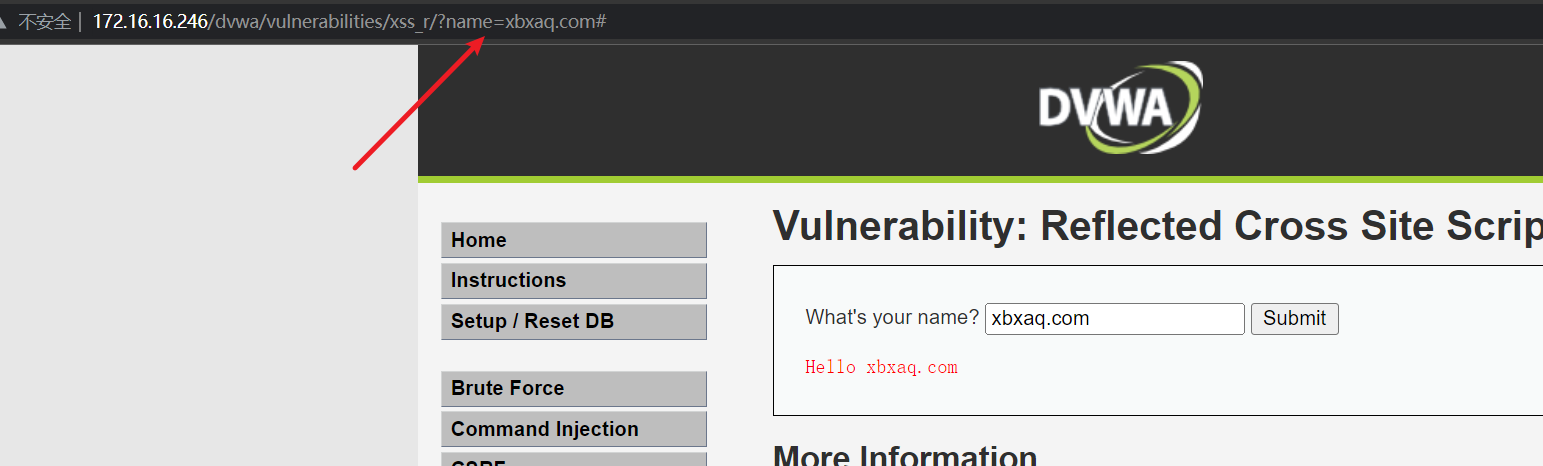 不安全 | 172.16.16.246/dvwa/vulnerabilities/xss_r/?name=xbxaq.com#
DVWA
Home
Instructions
Setup / Reset DB
Brute Force
Command Injection
CSRF
Vulnerability: Reflected Cross Site Scrip
What's your name? xbxaq.com Submit
Hello xbxaq.com
More Information